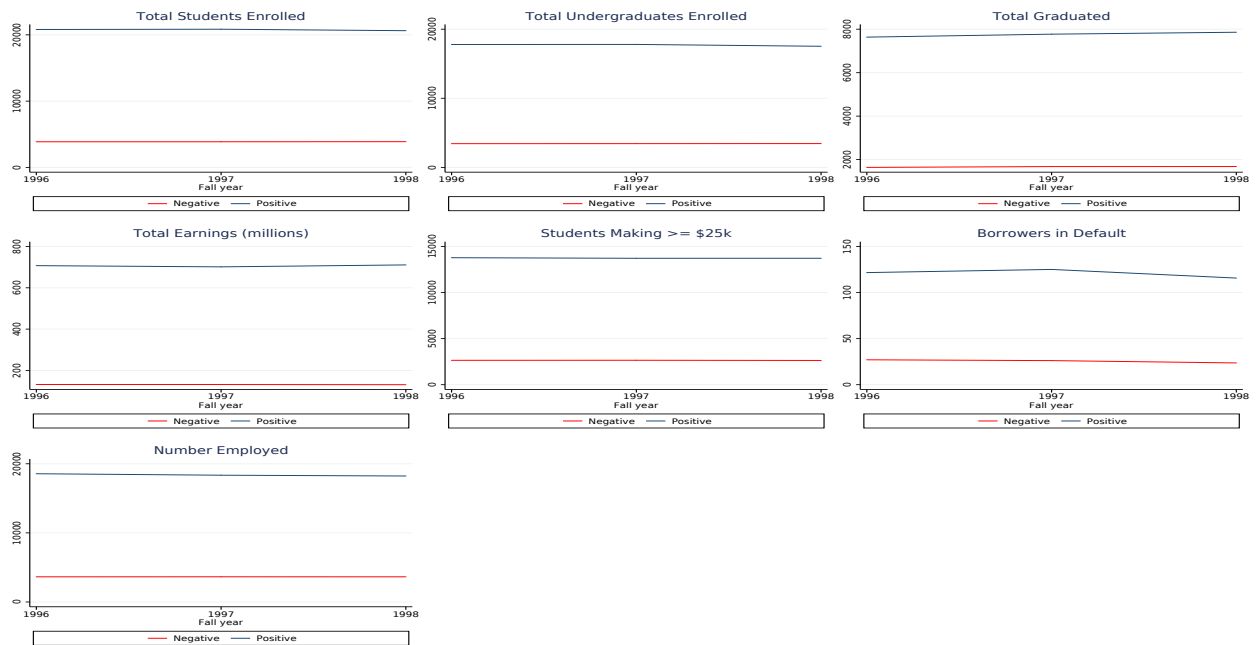 Total Students Enrolled
20000
10000
0
1996 1997 1998
Fall year
Negative Positive
Total Undergraduates Enrolled
20000
10000
0
1996 1997 1998
Fall year
Negative Positive
Total Graduated
8000
6000
4000
2000
1996 1997 1998
Fall year
Negative Positive
Total Earnings (millions)
800
600
400
200
1996 1997 1998
Fall year
Negative Positive
Students Making >= $25k
15000
10000
5000
0
1996 1997 1998
Fall year
Negative Positive
Borrowers in Default
150
100
50
0
1996 1997 1998
Fall year
Negative Positive
Number Employed
20000
10000
0
1996 1997 1998
Fall year
Negative Positive